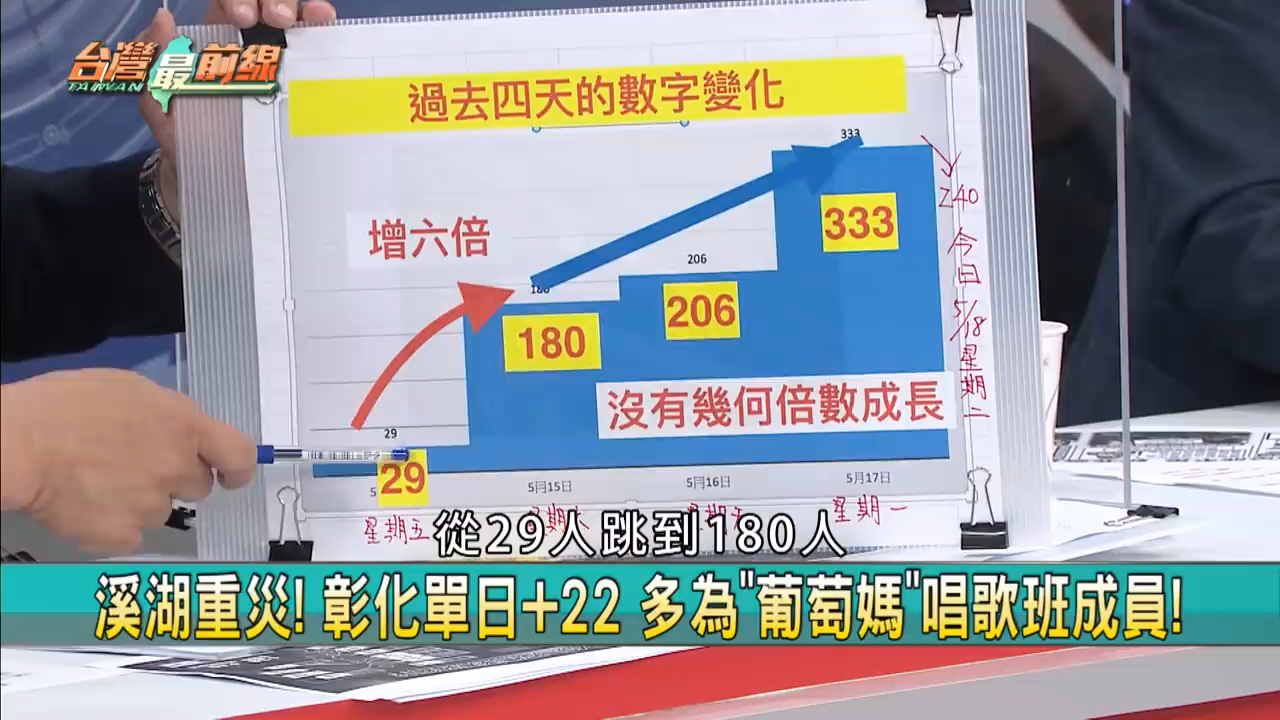 台灣最前線
TAIWAN
過去四天的數字變化
333
240
今日
5/18
星期二
增六倍
333
206
180
206
180
29
沒有幾何倍數成長
29
5月15日
5月16日
5月17日
星期五
星期六
星期一
從29人跳到180人
溪湖重災! 彰化單日+22 多為"葡萄媽"唱歌班成員!